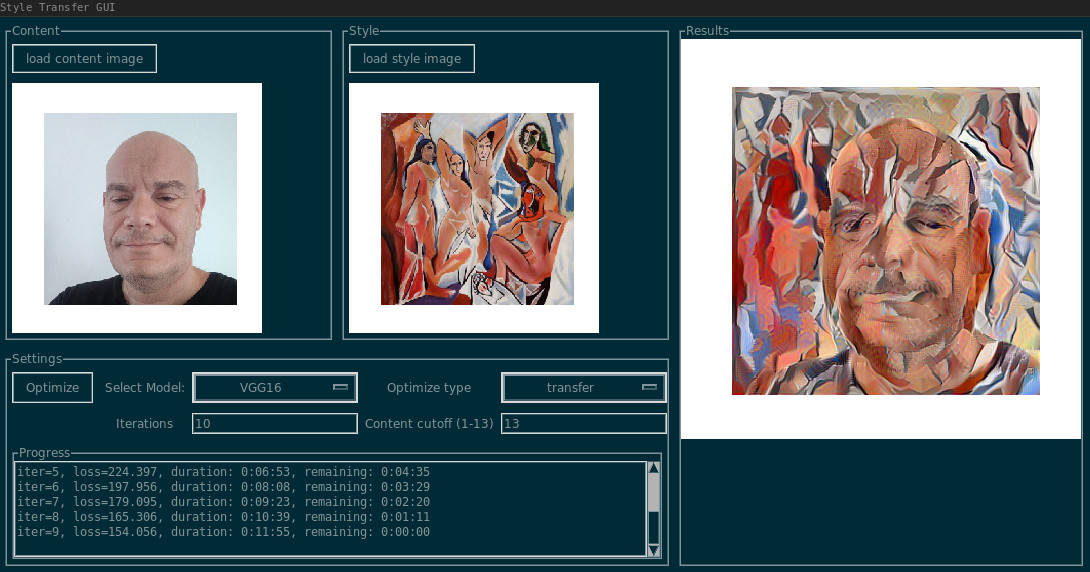 Style Transfer GUI
Content
load content image
Style
load style image
Results
Settings
Optimize
Select Model:
VGG16
Optimize type
transfer
Iterations
10
Content cutoff (1-13)
13
Progress
iter=5, loss=224.397, duration: 0:06:53, remaining: 0:04:35
iter=6, loss=197.956, duration: 0:08:08, remaining: 0:03:29
iter=7, loss=179.095, duration: 0:09:23, remaining: 0:02:20
iter=8, loss=165.306, duration: 0:10:39, remaining: 0:01:11
iter=9, loss=154.056, duration: 0:11:55, remaining: 0:00:00